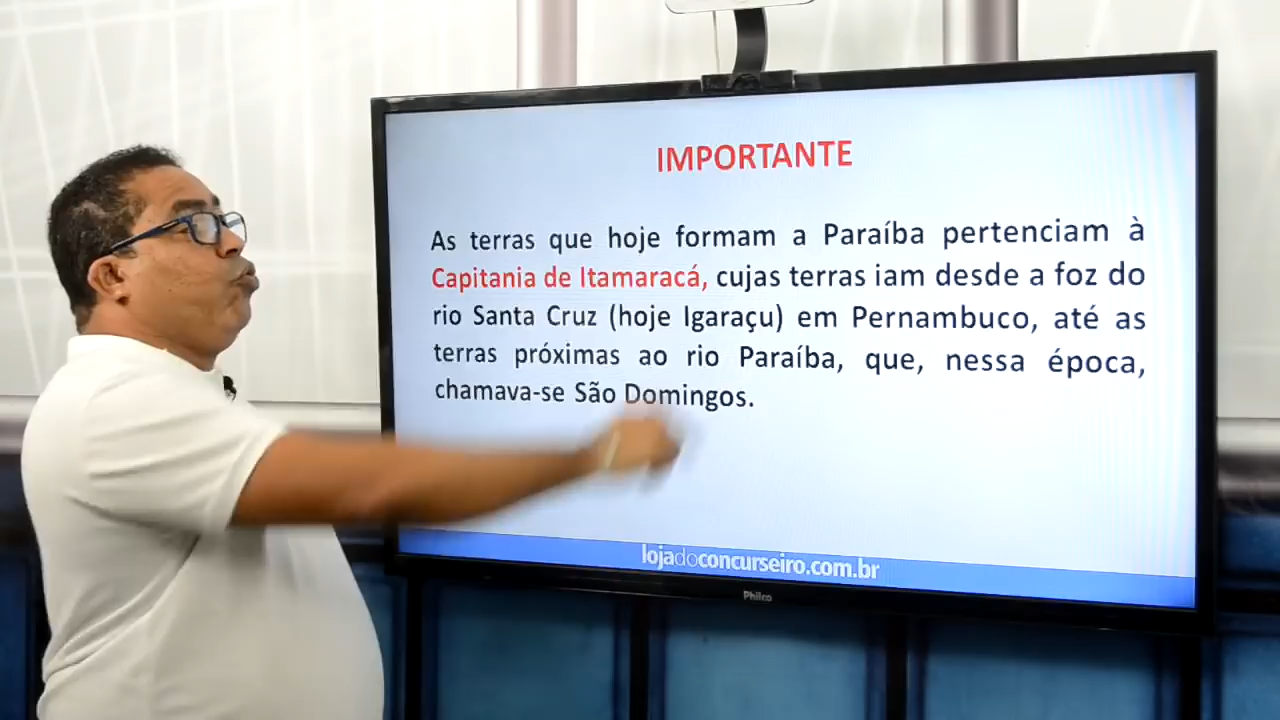 IMPORTANTE
As terras que hoje formam a Paraíba pertenciam à
Capitania de Itamaracá, cujas terras iam desde a foz do
rio Santa Cruz (hoje Igaraçu) em Pernambuco, até as
terras próximas ao rio Paraíba, que, nessa época,
chamava-se São Domingos.
lojadoconcurseiro.com.br
Philco